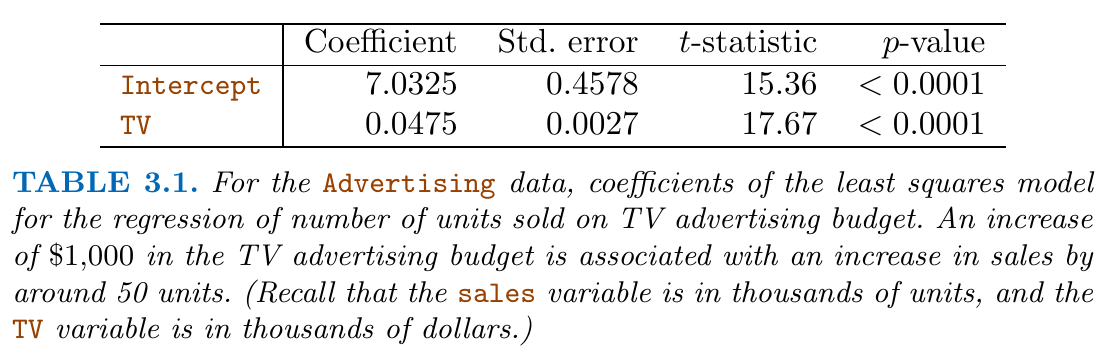 Coefficient Std. error t-statistic p-value
Intercept 7.0325 0.4578 15.36 < 0.0001
TV 0.0475 0.0027 17.67 < 0.0001
TABLE 3.1. For the Advertising data, coefficients of the least squares model
for the regression of number of units sold on TV advertising budget. An increase
of $1,000 in the TV advertising budget is associated with an increase in sales by
around 50 units. (Recall that the sales variable is in thousands of units, and the
TV variable is in thousands of dollars.)